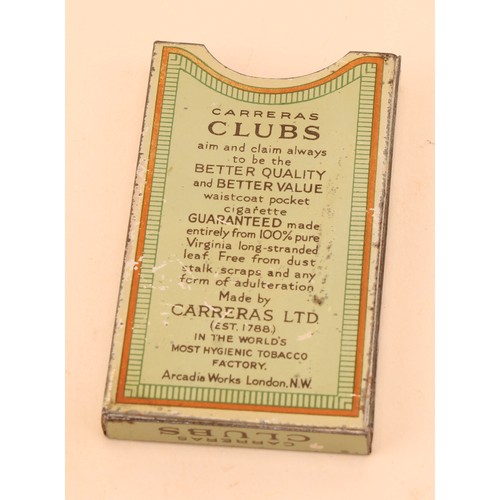 CARRERAS
CLUBS
aim and claim always
to be the
BETTER QUALITY
and BETTER VALUE
waistcoat pocket
cigarette
GUARANTEED made
entirely from 100% pure
Virginia long-stranded
leaf. Free from dust
stalk, scraps and any
form of adulteration
Made by
CARRERAS LTD
(EST. 1788.)
IN THE WORLD'S
MOST HYGIENIC TOBACCO
FACTORY.
Arcadia Works London, N.W.
CARRERAS
CLUBS